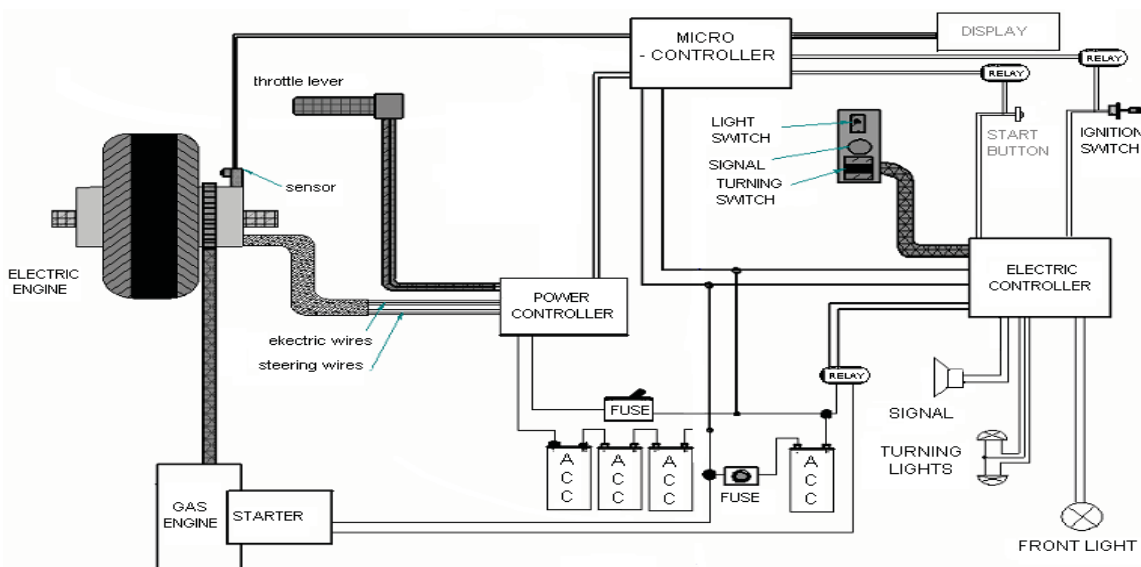 MICRO
- CONTROLLER
DISPLAY
RELAY
RELAY
throttle lever
LIGHT
SWITCH
SIGNAL
TURNING
SWITCH
START
BUTTON
IGNITION
SWITCH
sensor
ELECTRIC
ENGINE
POWER
CONTROLLER
ELECTRIC
CONTROLLER
ekectric wires
steering wires
RELAY
FUSE
SIGNAL
TURNING
LIGHTS
A
C
C
A
C
C
A
C
C
FUSE
A
C
C
GAS
ENGINE
STARTER
FRONT LIGHT